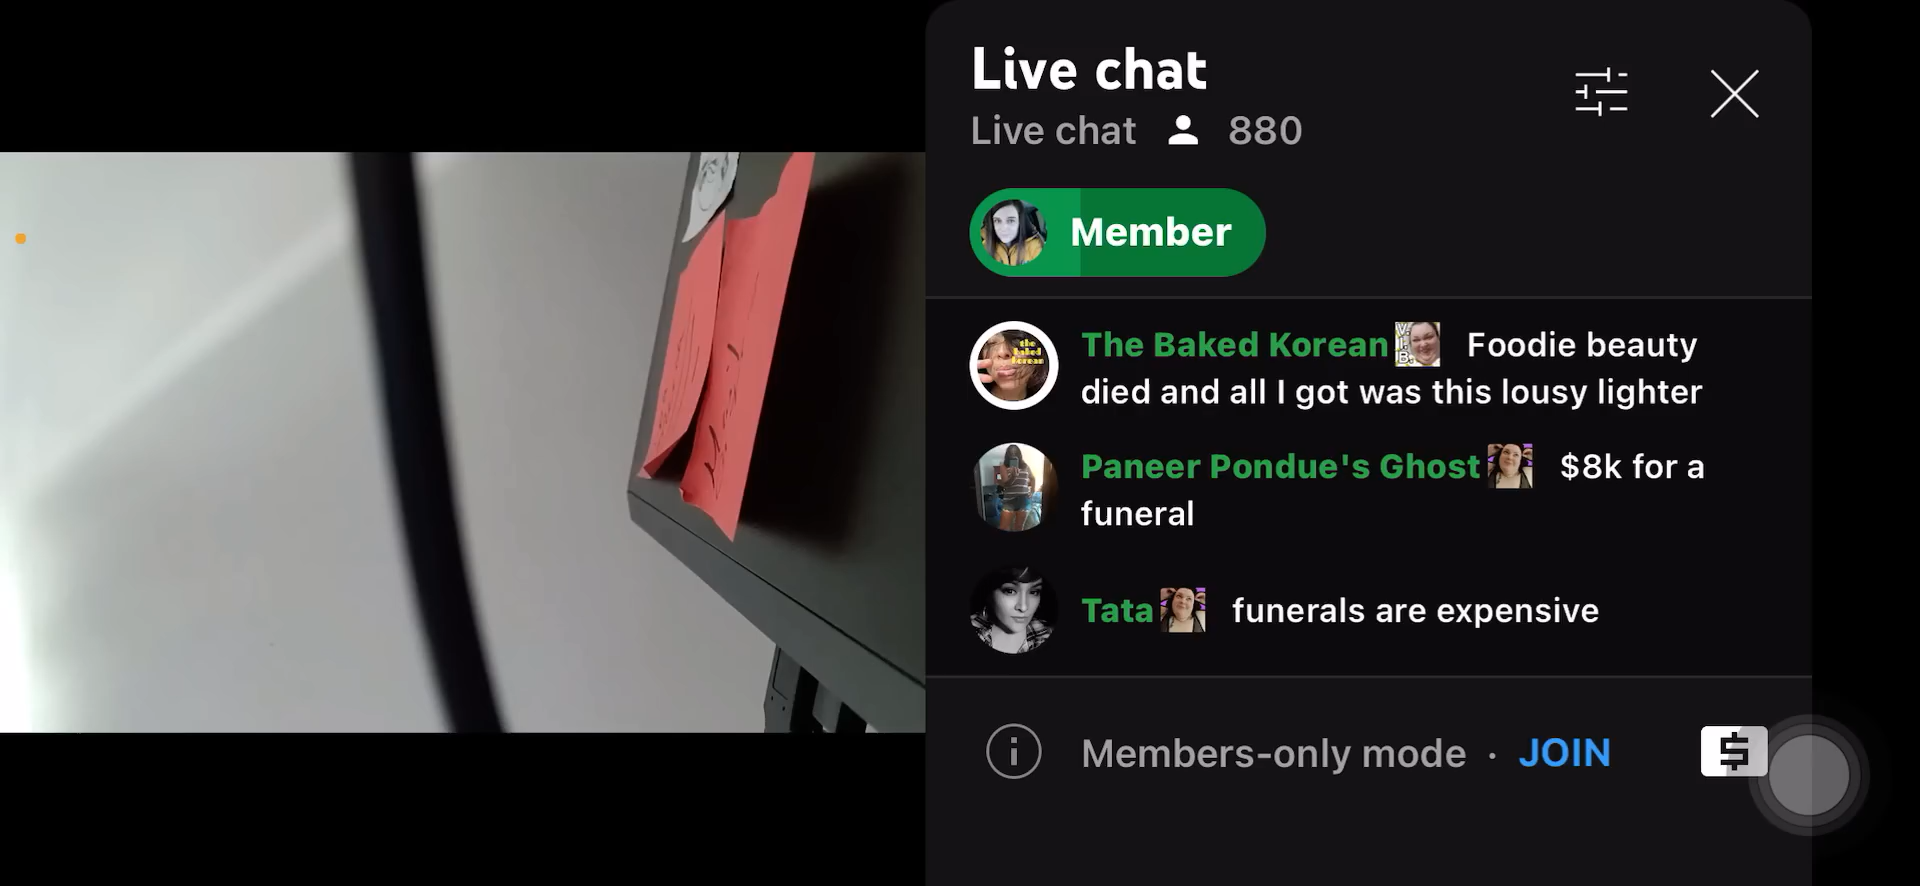 Live chat
Live chat 880
Member
The Baked Korean Foodie beauty
died and all I got was this lousy lighter
Paneer Pondue's Ghost $8k for a
funeral
Tata funerals are expensive
Members-only mode · JOIN